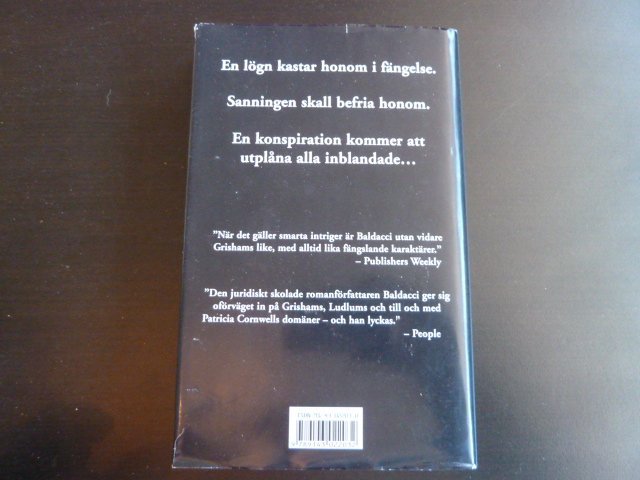 En lögn kastar honom i fängelse.
Sanningen skall befria honom.
En konspiration kommer att
utplåna alla inblandade…
”När det gäller smarta intriger är Baldacci utan vidare
Grishams like, med alltid lika fängslande karaktärer.”
– Publishers Weekly
”Den juridiskt skolade romanförfattaren Baldacci ger sig
oförväget in på Grishams, Ludlums och till och med
Patricia Cornwells domäner – och han lyckas.”
– People